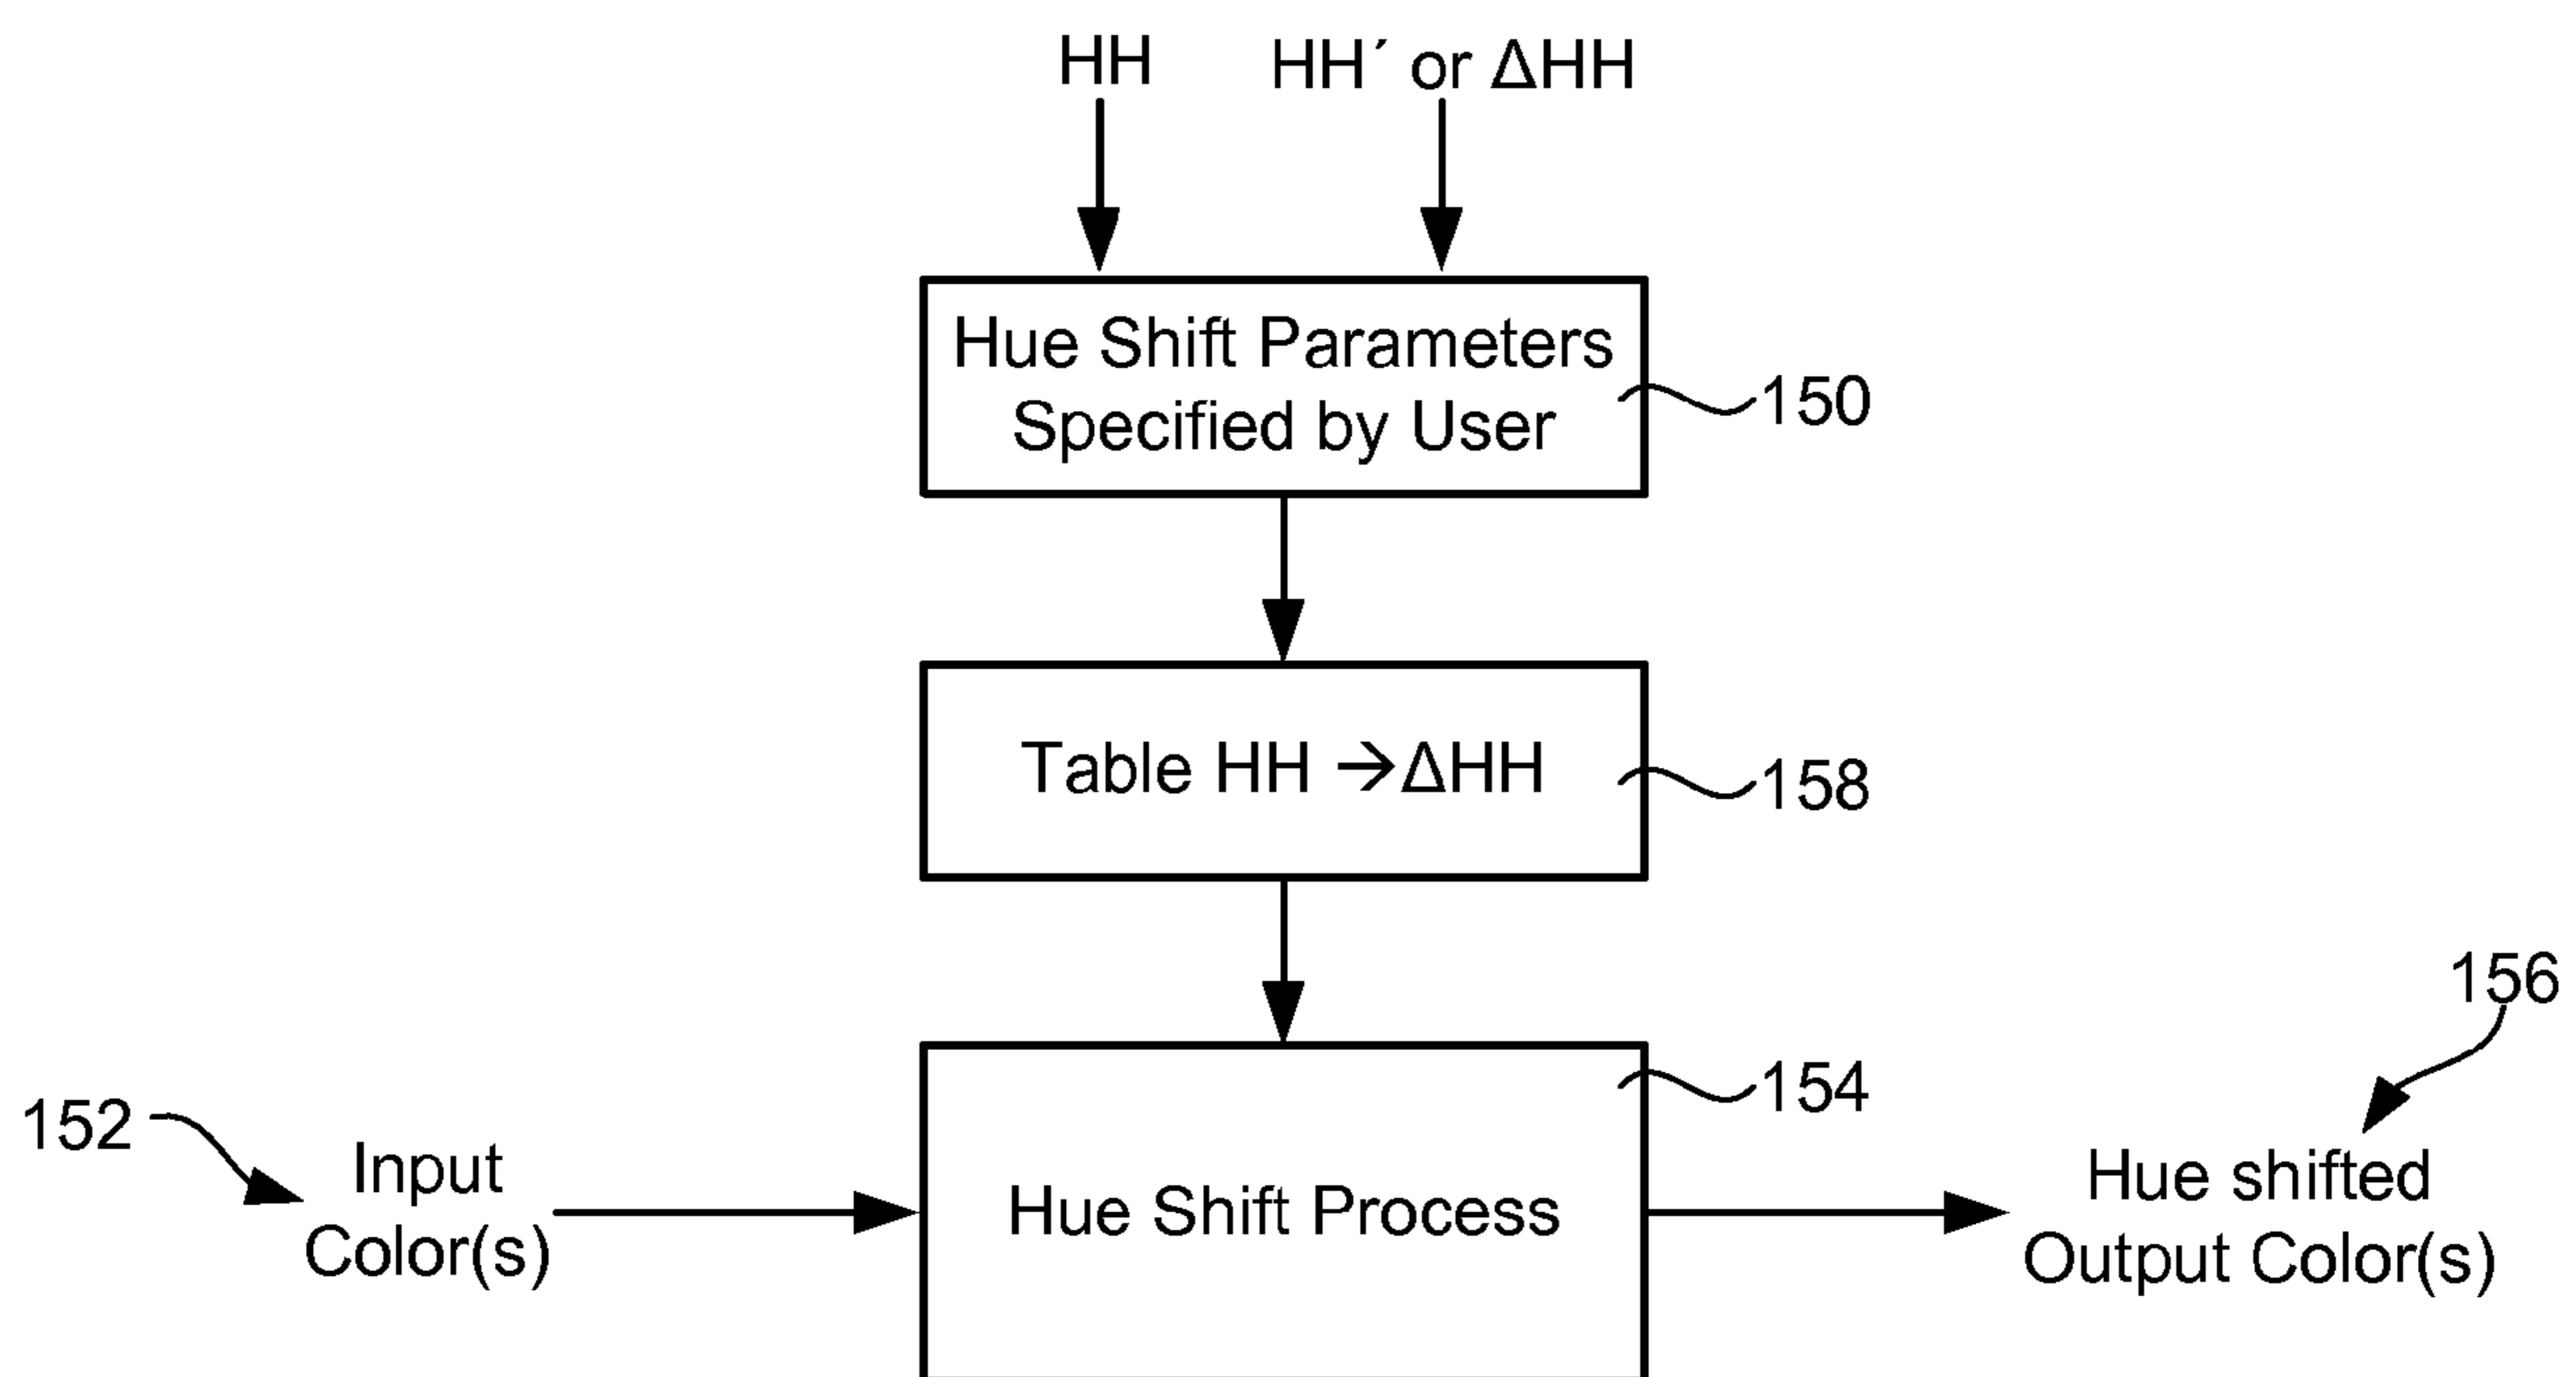 HH
HH´ or ΔHH
Hue Shift Parameters
Specified by User
150
Table HH →ΔHH
158
156
154
152
Input
Color(s)
Hue Shift Process
Hue shifted
Output Color(s)